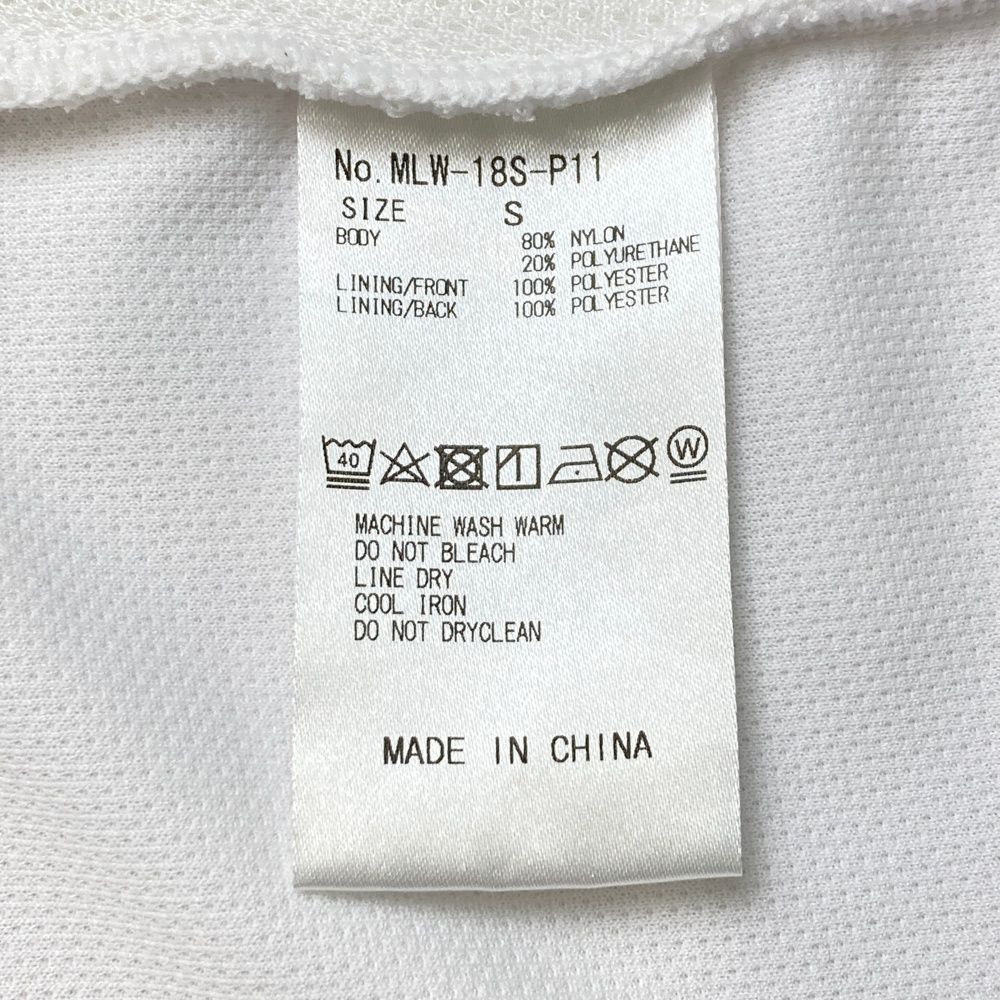 No. MLW-18S-P11
SIZE S
BODY 80% NYLON
20% POLYURETHANE
LINING/FRONT 100% POLYESTER
LINING/BACK 100% POLYESTER
40 W
MACHINE WASH WARM
DO NOT BLEACH
LINE DRY
COOL IRON
DO NOT DRYCLEAN
MADE IN CHINA